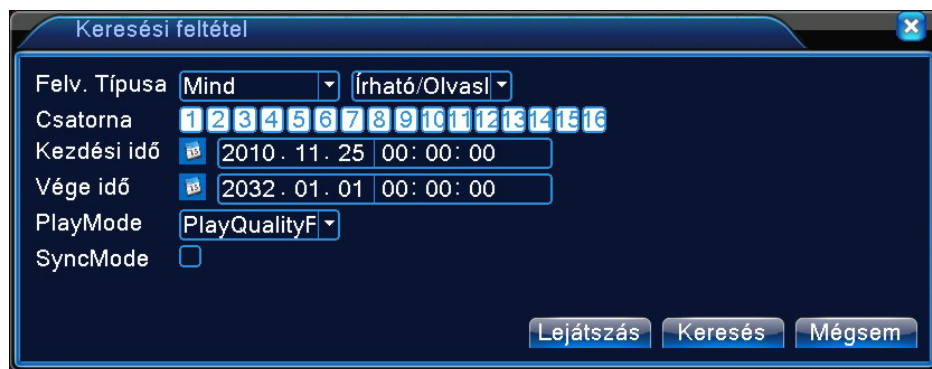 Keresési feltétel
Felv. Típusa Mind Írható/Olvasl
Csatorna 1 2 3 4 5 6 7 8 9 10 11 12 13 14 15 16
Kezdési idő 2010. 11. 25 00: 00: 00
Vége idő 2032. 01. 01 00: 00: 00
PlayMode PlayQualityF
SyncMode
Lejátszás Keresés Mégsem